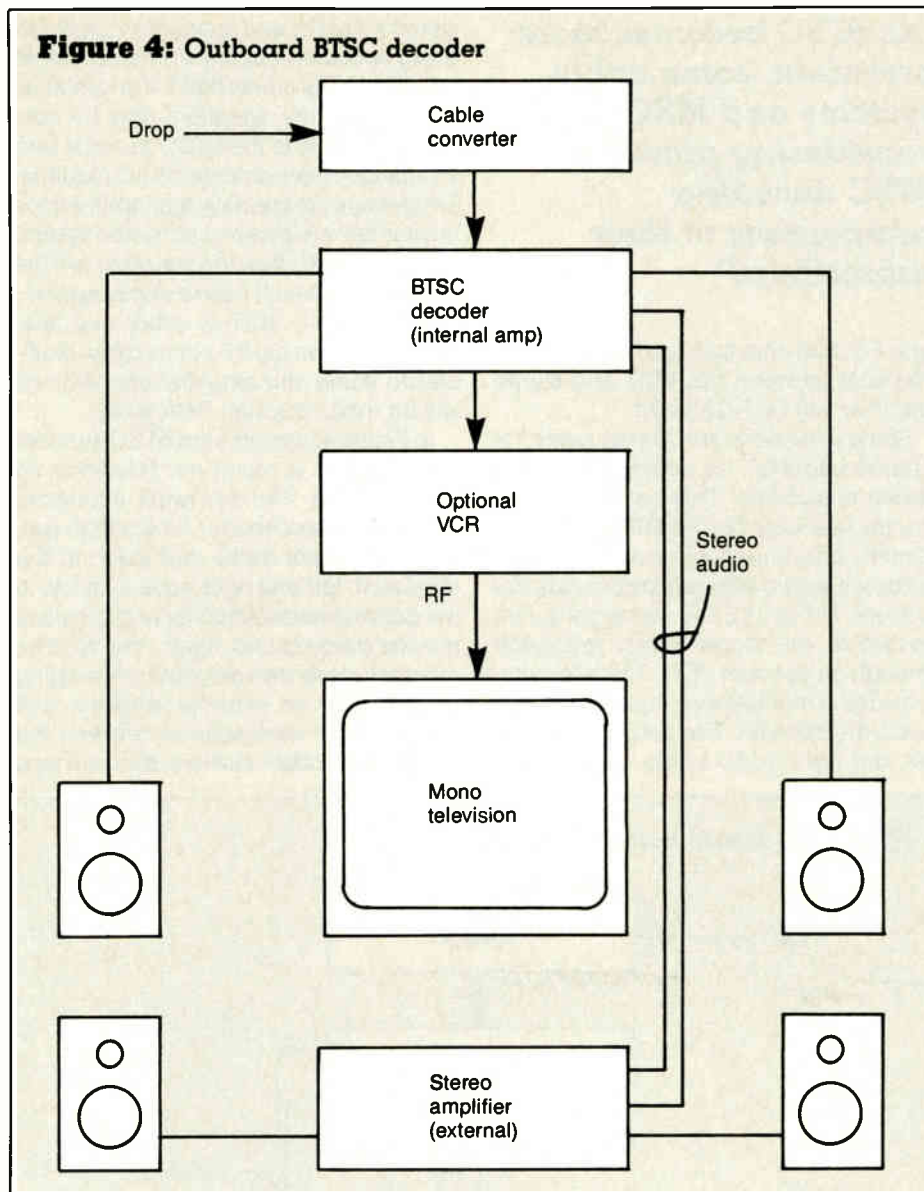 Figure 4: Outboard BTSC decoder
Cable
converter
Drop
BTSC
decoder
(internal amp)
Optional
VCR
Stereo
audio
RF
Mono
television
Stereo
amplifier
(external)